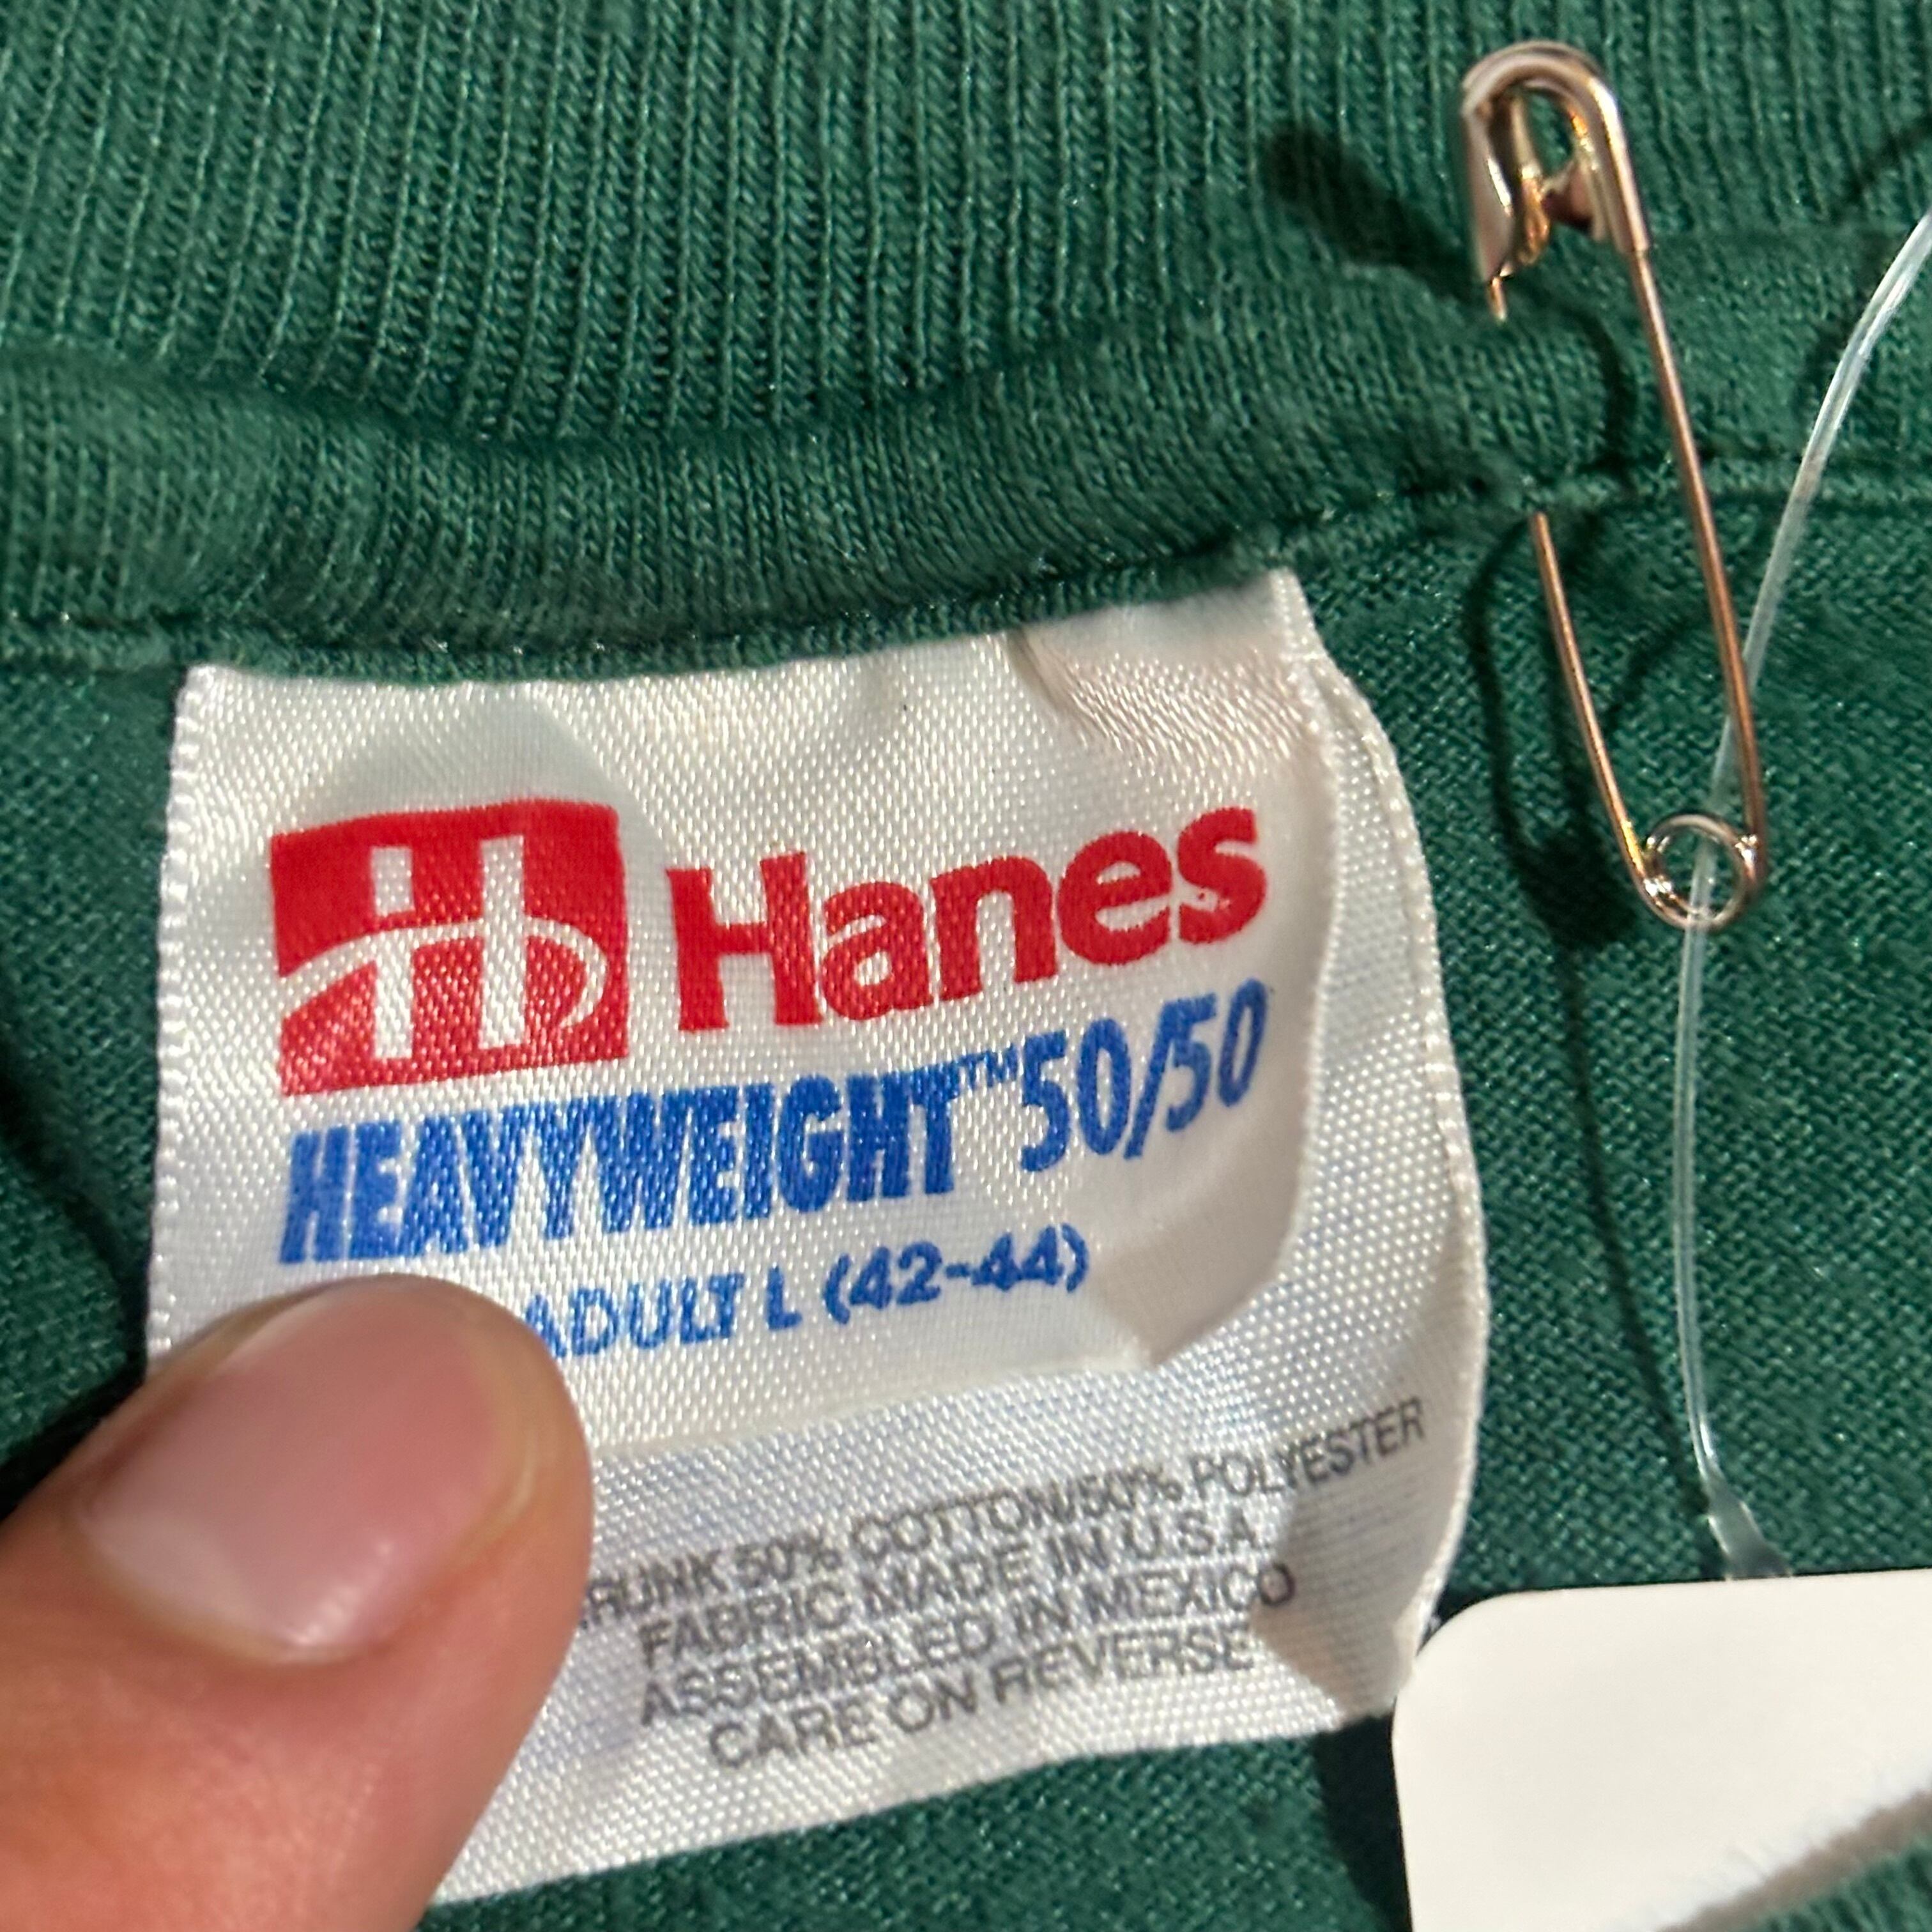 Hanes
HEAVYWEIGHT™ 50/50
ADULT L (42-44)
50% COTTON/50% POLYESTER
FABRIC MADE IN U.S.A.
ASSEMBLED IN MEXICO
CARE ON REVERSE